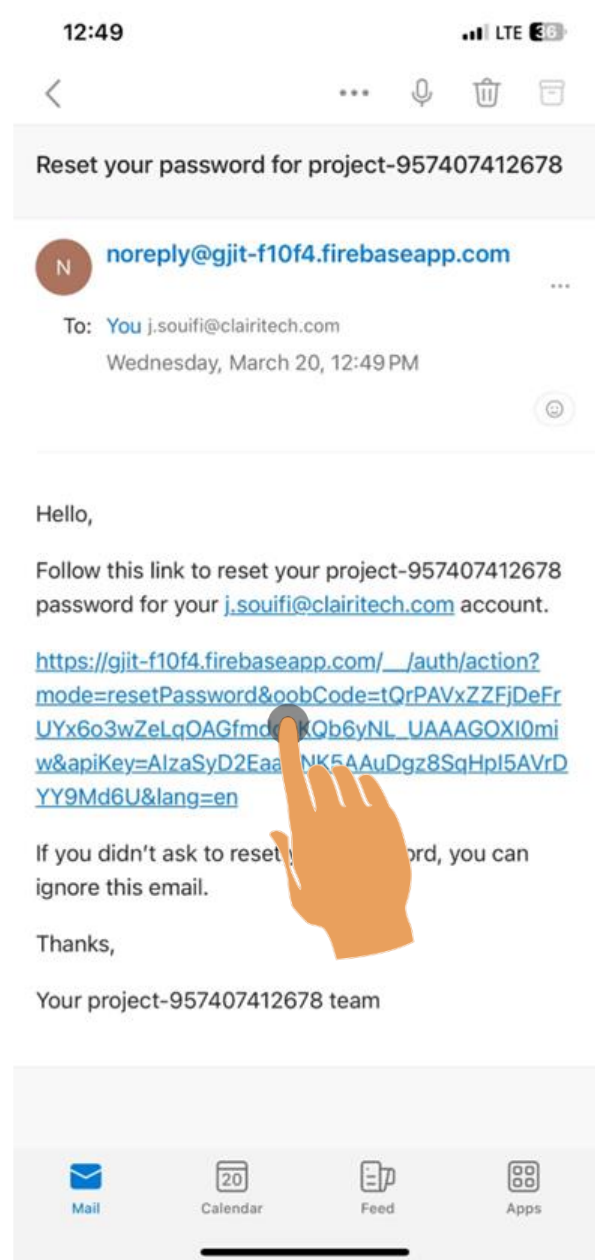 12:49
LTE 36
Reset your password for project-957407412678
N
noreply@gjit-f10f4.firebaseapp.com
To: You j.souifi@clairitech.com
Wednesday, March 20, 12:49 PM
Hello,
Follow this link to reset your project-957407412678
password for your j.souifi@clairitech.com account.
https://gjit-f10f4.firebaseapp.com/__/auth/action?
mode=resetPassword&oobCode=tQrPAVxZZFjDeFr
UYx6o3wZeLqOAGfmd Qb6yNL_UAAAGOXI0mi
w&apiKey=AIzaSyD2Eaa NK5AAuDgz8SqHpI5AVrD
YY9Md6U&lang=en
If you didn't ask to reset you can
ignore this email.
Thanks,
Your project-957407412678 team
20
Mail Calendar Feed Apps